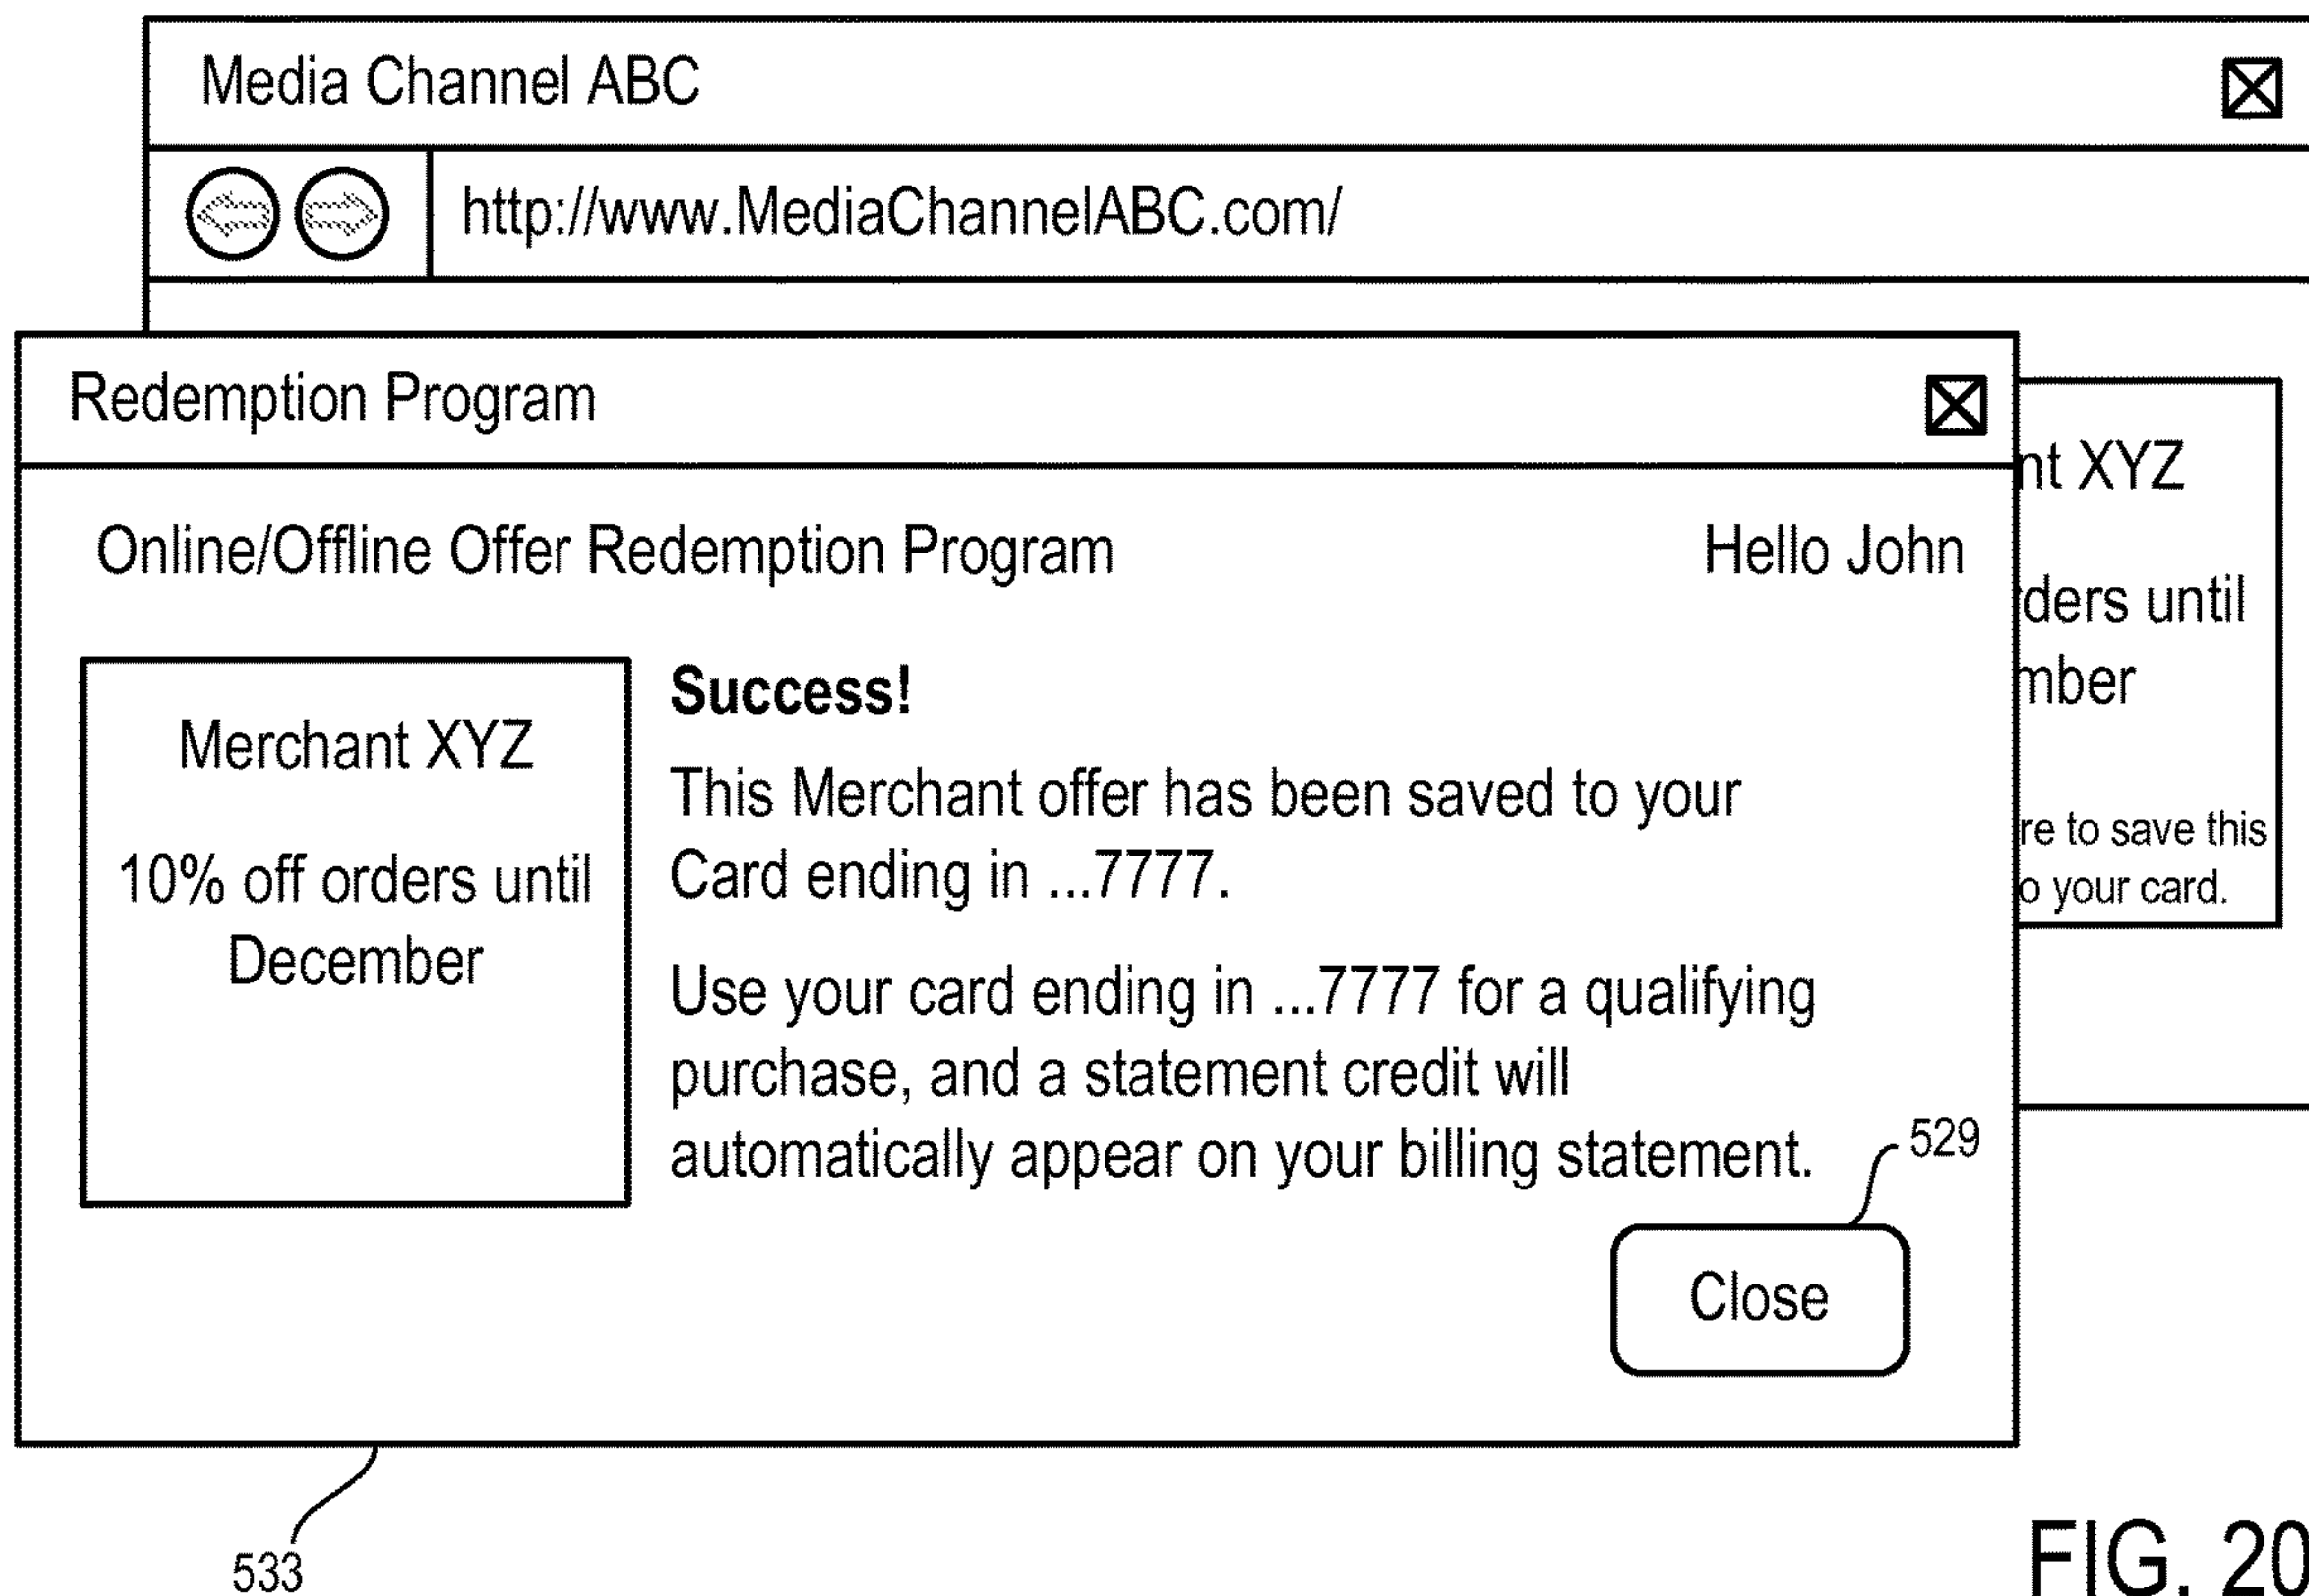 Media Channel ABC
http://www.MediaChannelABC.com/
Redemption Program
Online/Offline Offer Redemption Program
Hello John
Merchant XYZ
10% off orders until
December
Success!
This Merchant offer has been saved to your
Card ending in ...7777.
Use your card ending in ...7777 for a qualifying
purchase, and a statement credit will
automatically appear on your billing statement.
529
Close
nt XYZ
ders until
mber
re to save this
o your card.
533
FIG. 20